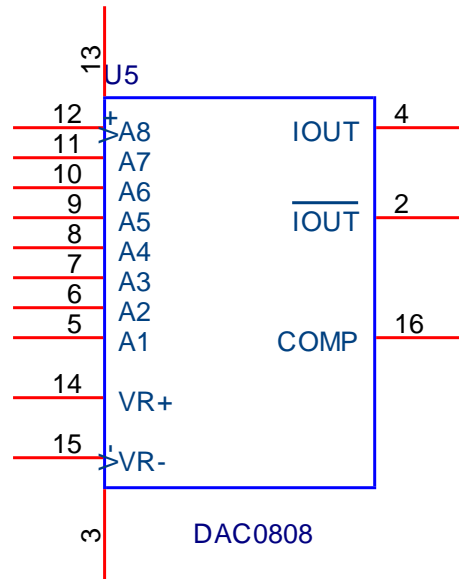 13
U5
V+
12 A8 IOUT 4
11 A7
10 A6
9 A5 IOUT 2
8 A4
7 A3
6 A2
5 A1 COMP 16
14 VR+
15 VR-
V-
3
DAC0808